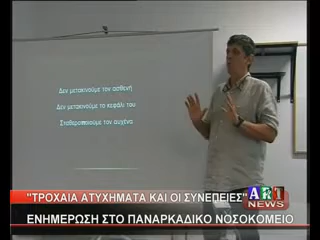 Δεν μετακινούμε τον ασθενή
Δεν μετακινούμε το κεφάλι του
Σταθεροποιούμε τον αυχένα
"ΤΡΟΧΑΙΑ ΑΤΥΧΗΜΑΤΑ ΚΑΙ ΟΙ ΣΥΝΕΠΕΙΕΣ"
ART
NEWS
ΕΝΗΜΕΡΩΣΗ ΣΤΟ ΠΑΝΑΡΚΑΔΙΚΟ ΝΟΣΟΚΟΜΕΙΟ